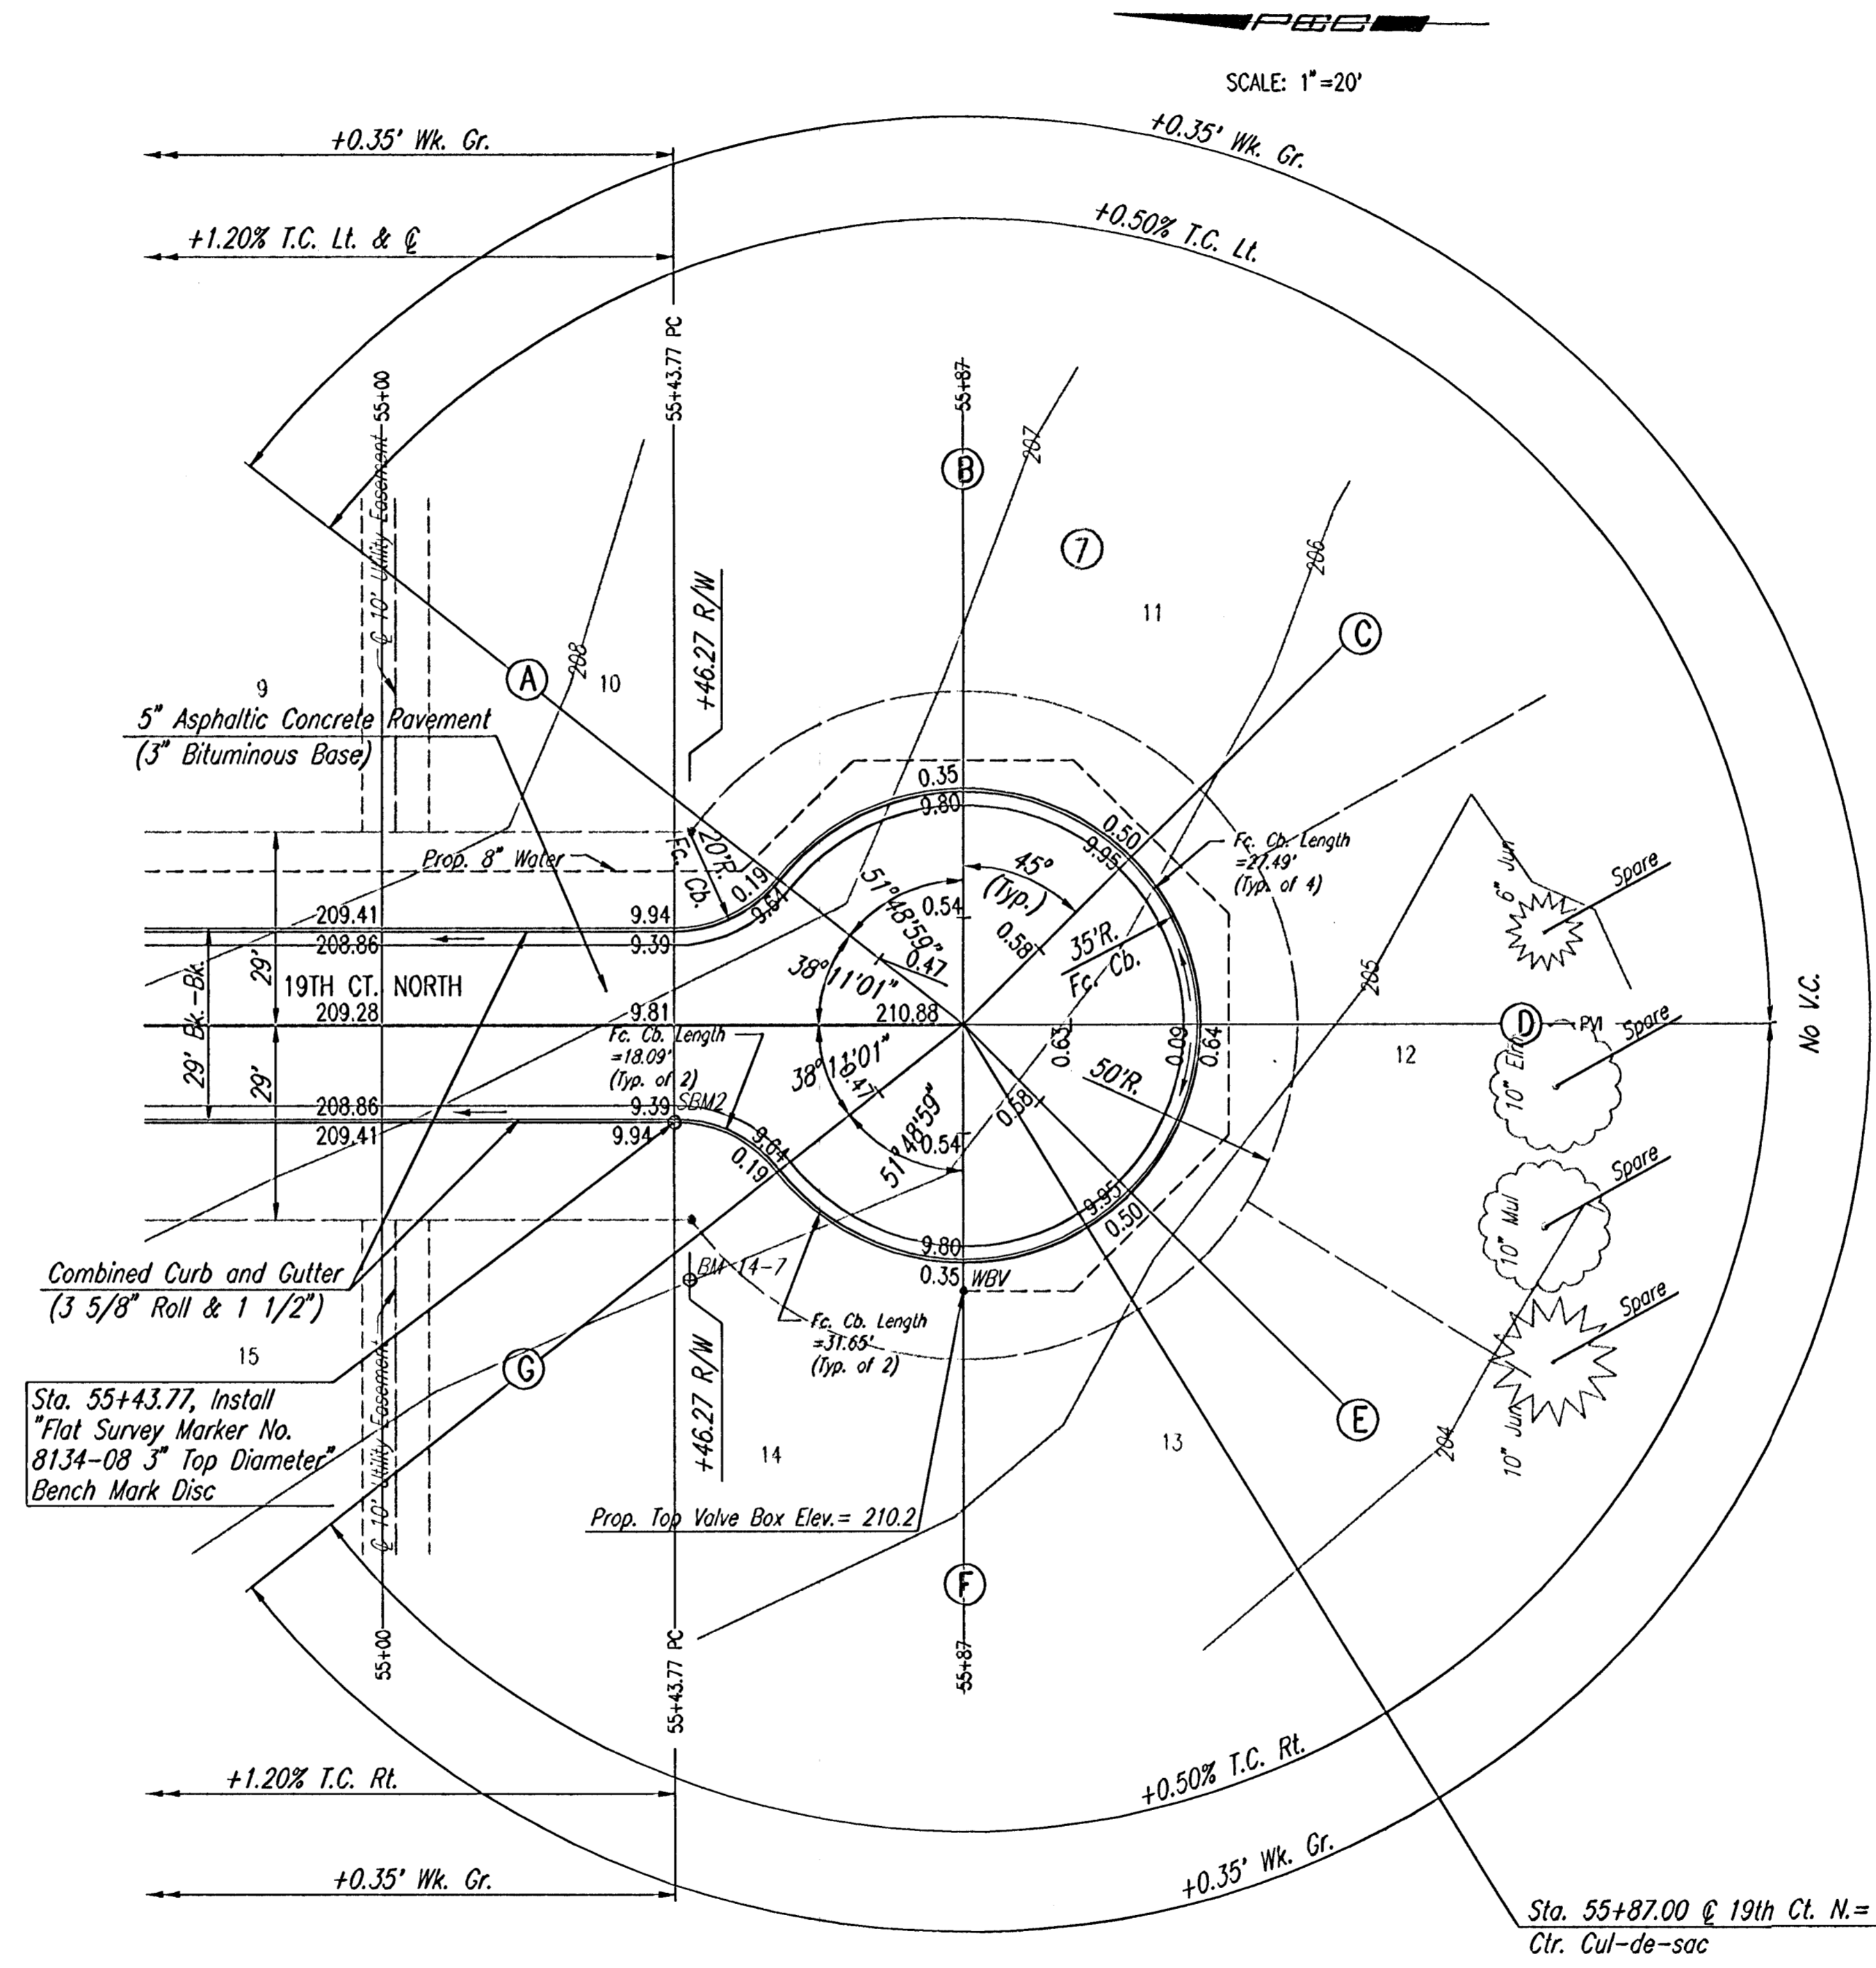 PEC
SCALE: 1"=20'
+0.35' Wk. Gr.
+0.35' Wk. Gr.
+1.20% T.C. Lt. & ℄
+0.50% T.C. Lt.
55+00
55+43.77 PC
55+87
℄ 10' Utility Easement
B
207
7
206
11
C
+46.27 R/W
208
A
10
9
5" Asphaltic Concrete Pavement
(3" Bituminous Base)
0.35
9.80
0.50
9.95
Fc. Cb. Length
=27.49'
(Typ. of 4)
20'R.
Fc. Cb.
Prop. 8" Water
0.19
9.64
51°48'59"
45°
(Typ.)
0.54
0.58
35'R.
Fc. Cb.
6" Jun
Spare
209.41
9.94
208.86
9.39
0.47
38°11'01"
205
29'
29' Bk.-Bk.
19TH CT. NORTH
209.28
9.81
210.88
0.63
0.09
0.64
D
PVI
Spare
No V.C.
12
10" Elm
Fc. Cb. Length
=18.09'
(Typ. of 2)
38°11'01"
0.47
50'R.
29'
208.86
9.39
SBM2
0.58
209.41
9.94
9.64
0.19
51°48'59"
0.54
9.95
0.50
10" Mul
Spare
9.80
0.35
WBV
BM 14-7
Combined Curb and Gutter
(3 5/8" Roll & 1 1/2")
Fc. Cb. Length
=31.65'
(Typ. of 2)
Spare
15
G
+46.27 R/W
E
Sta. 55+43.77, Install
"Flat Survey Marker No.
8134-08 3" Top Diameter"
Bench Mark Disc
℄ 10' Utility Easement
14
13
204
10" Jun
Prop. Top Valve Box Elev.= 210.2
F
55+00
55+43.77 PC
55+87
+1.20% T.C. Rt.
+0.50% T.C. Rt.
+0.35' Wk. Gr.
+0.35' Wk. Gr.
Sta. 55+87.00 ℄ 19th Ct. N.=
Ctr. Cul-de-sac